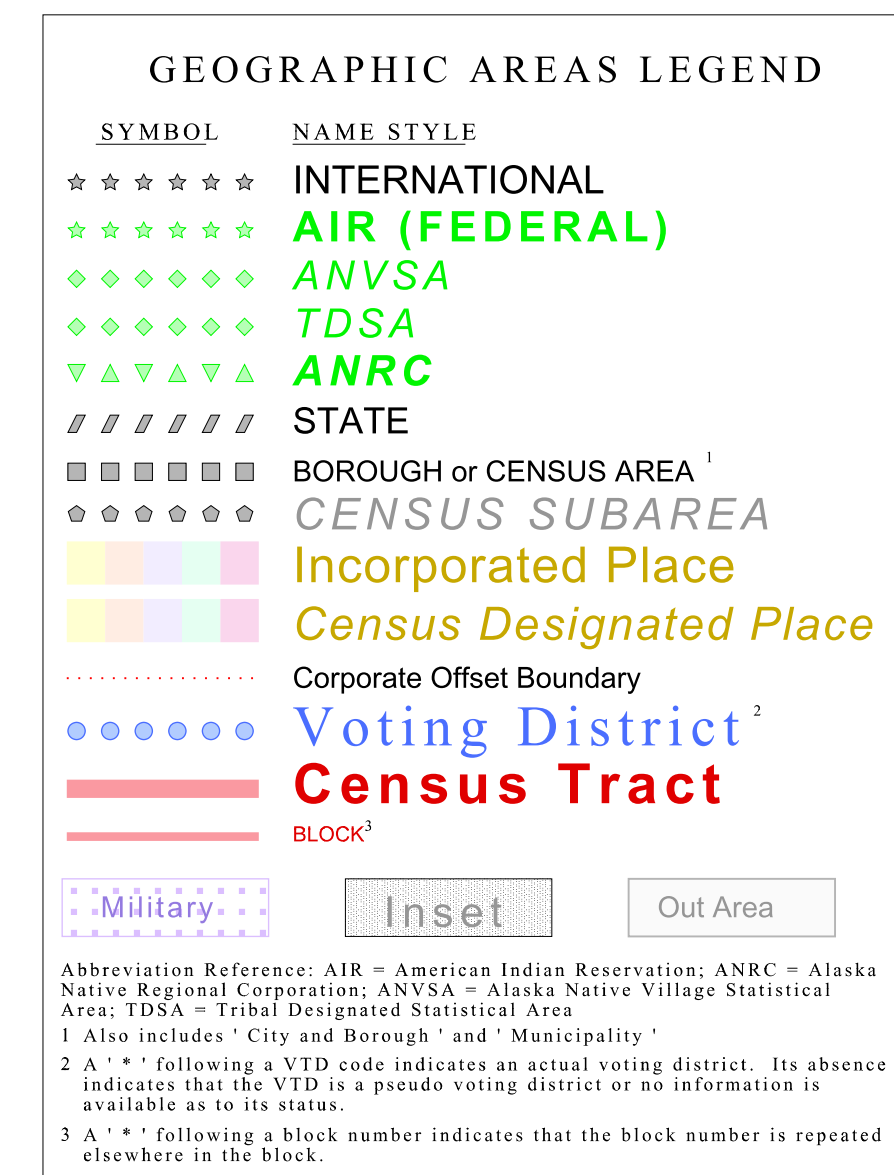 GEOGRAPHIC AREAS LEGEND
SYMBOL NAME STYLE
INTERNATIONAL
AIR (FEDERAL)
ANVSA
TDSA
ANRC
STATE
BOROUGH or CENSUS AREA 1
CENSUS SUBAREA
Incorporated Place
Census Designated Place
Corporate Offset Boundary
Voting District 2
Census Tract
BLOCK3
Military Inset Out Area
Abbreviation Reference: AIR = American Indian Reservation; ANRC = Alaska
Native Regional Corporation; ANVSA = Alaska Native Village Statistical
Area; TDSA = Tribal Designated Statistical Area
1 Also includes ' City and Borough ' and ' Municipality '
2 A ' * ' following a VTD code indicates an actual voting district. Its absence
indicates that the VTD is a pseudo voting district or no information is
available as to its status.
3 A ' * ' following a block number indicates that the block number is repeated
elsewhere in the block.